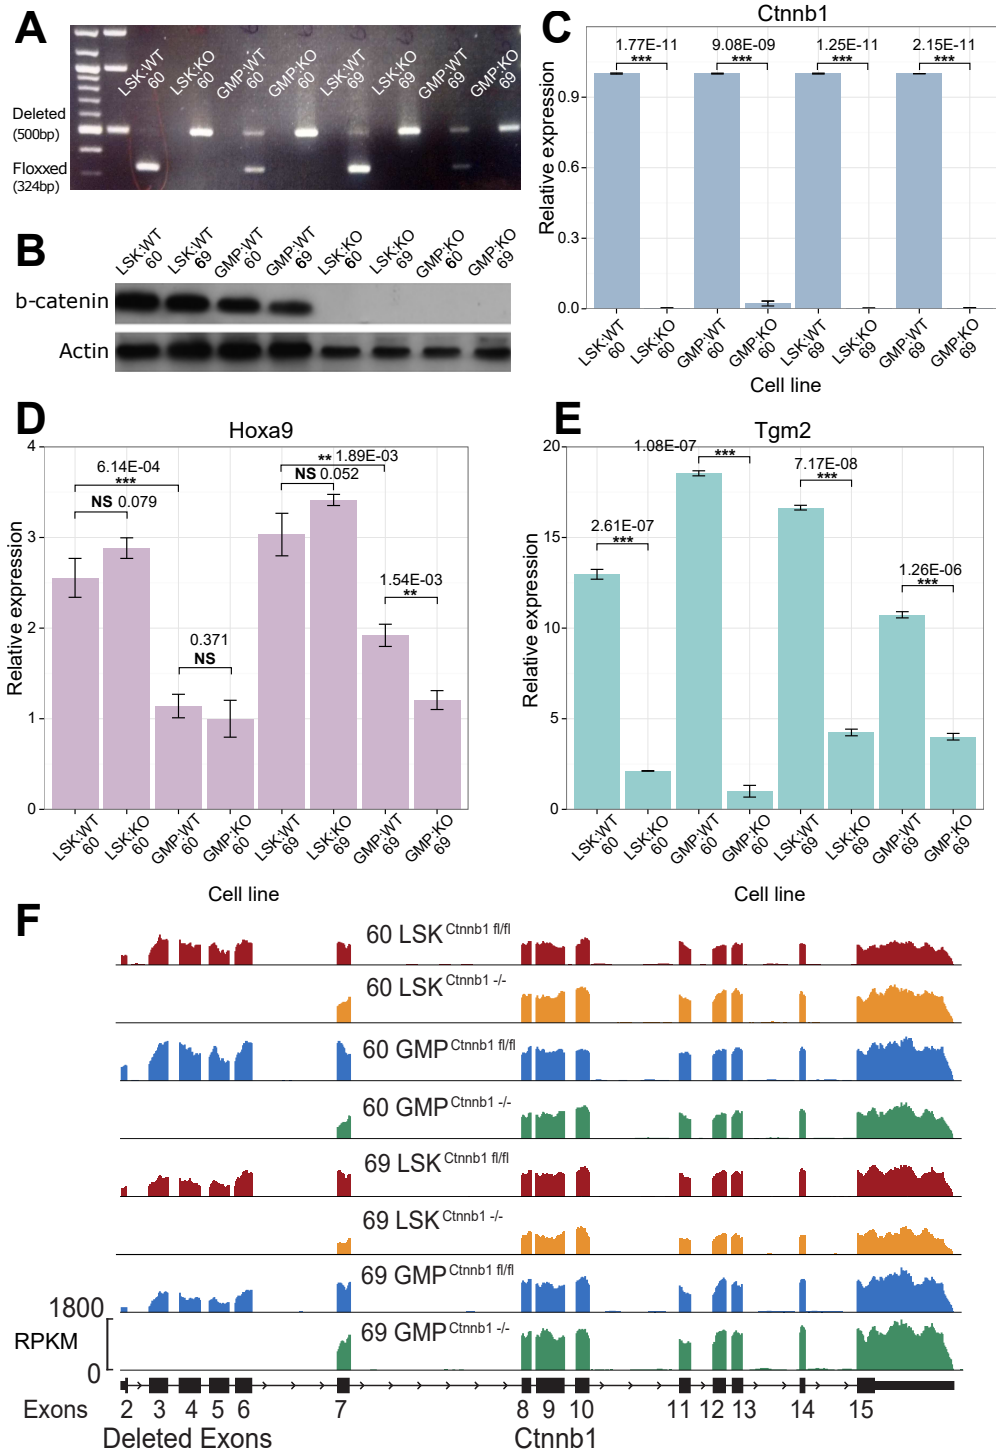 A
LSK:WT 60
LSK:KO 60
GMP:WT 60
GMP:KO 60
LSK:WT 69
LSK:KO 69
GMP:WT 69
GMP:KO 69
Deleted
(500bp)
Floxxed
(324bp)
B
LSK:WT 60
LSK:WT 69
GMP:WT 60
GMP:WT 69
LSK:KO 60
LSK:KO 69
GMP:KO 60
GMP:KO 69
b-catenin
Actin
C
Ctnnb1
1.77E-11
***
9.08E-09
***
1.25E-11
***
2.15E-11
***
Relative expression
0.9
0.6
0.3
0.0
LSK:WT 60
LSK:KO 60
GMP:WT 60
GMP:KO 60
LSK:WT 69
LSK:KO 69
GMP:WT 69
GMP:KO 69
Cell line
D
Hoxa9
6.14E-04
***
NS 0.079
0.371
NS
** 1.89E-03
NS 0.052
1.54E-03
**
Relative expression
4
3
2
1
0
LSK:WT 60
LSK:KO 60
GMP:WT 60
GMP:KO 60
LSK:WT 69
LSK:KO 69
GMP:WT 69
GMP:KO 69
Cell line
E
Tgm2
2.61E-07
***
1.08E-07
***
7.17E-08
***
1.26E-06
***
Relative expression
20
15
10
5
0
LSK:WT 60
LSK:KO 60
GMP:WT 60
GMP:KO 60
LSK:WT 69
LSK:KO 69
GMP:WT 69
GMP:KO 69
Cell line
F
60 LSK Ctnnb1 fl/fl
60 LSK Ctnnb1 -/-
60 GMP Ctnnb1 fl/fl
60 GMP Ctnnb1 -/-
69 LSK Ctnnb1 fl/fl
69 LSK Ctnnb1 -/-
69 GMP Ctnnb1 fl/fl
69 GMP Ctnnb1 -/-
1800
RPKM
0
Exons 2 3 4 5 6 7 8 9 10 11 12 13 14 15
Deleted Exons Ctnnb1